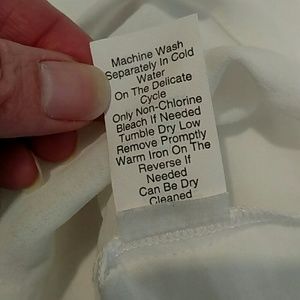 Machine Wash
Separately In Cold
Water
On The Delicate
Cycle
Only Non-Chlorine
Bleach If Needed
Tumble Dry Low
Remove Promptly
Warm Iron On The
Reverse If
Needed
Can Be Dry
Cleaned